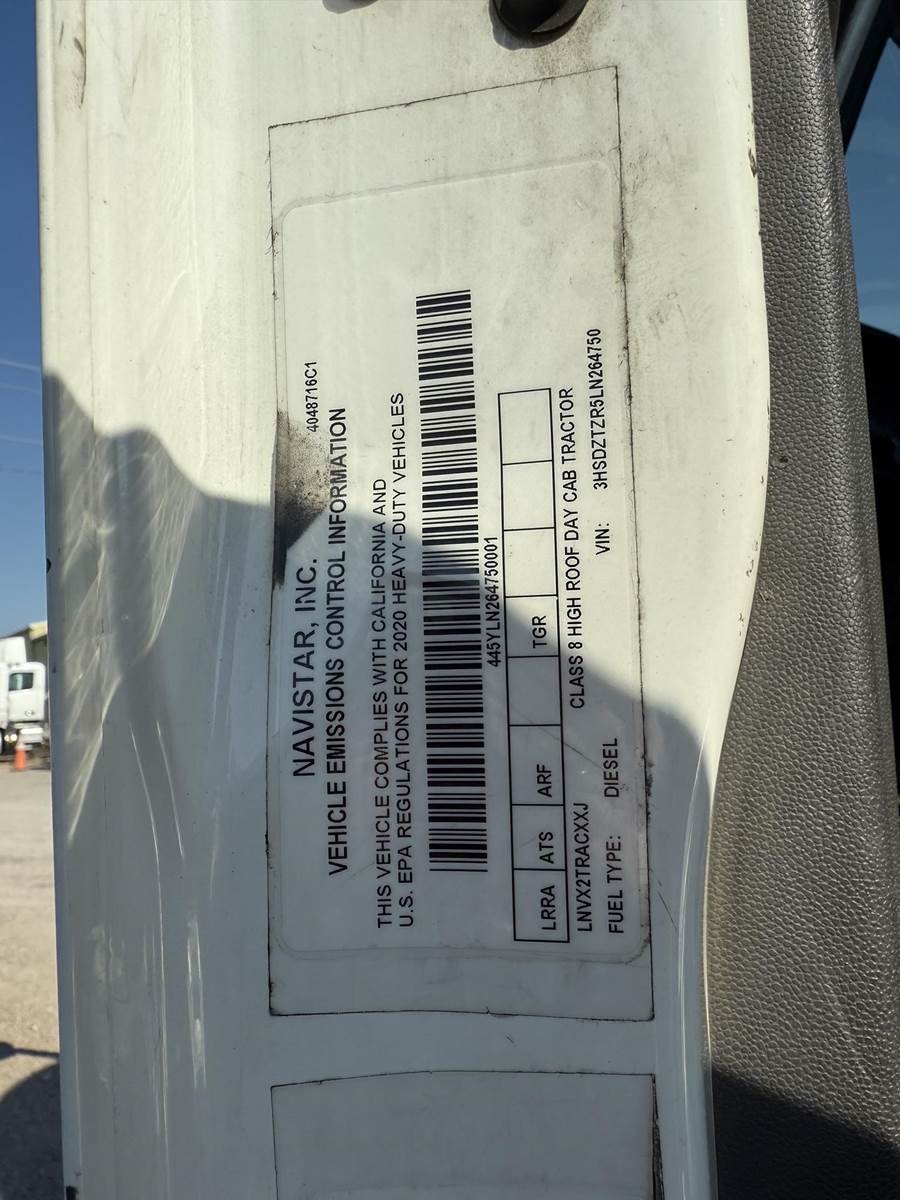 4048716C1
NAVISTAR, INC.
VEHICLE EMISSIONS CONTROL INFORMATION
THIS VEHICLE COMPLIES WITH CALIFORNIA AND
U.S. EPA REGULATIONS FOR 2020 HEAVY-DUTY VEHICLES
445YLN264750001
LRRA ATS ARF TGR
LNVX2TRACXXJ CLASS 8 HIGH ROOF DAY CAB TRACTOR
FUEL TYPE: DIESEL VIN: 3HSDZTZR5LN264750